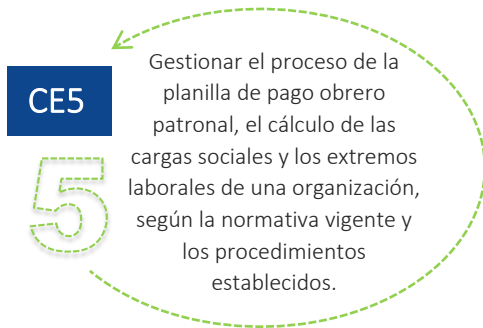 CE5
5
Gestionar el proceso de la
planilla de pago obrero
patronal, el cálculo de las
cargas sociales y los extremos
laborales de una organización,
según la normativa vigente y
los procedimientos
establecidos.